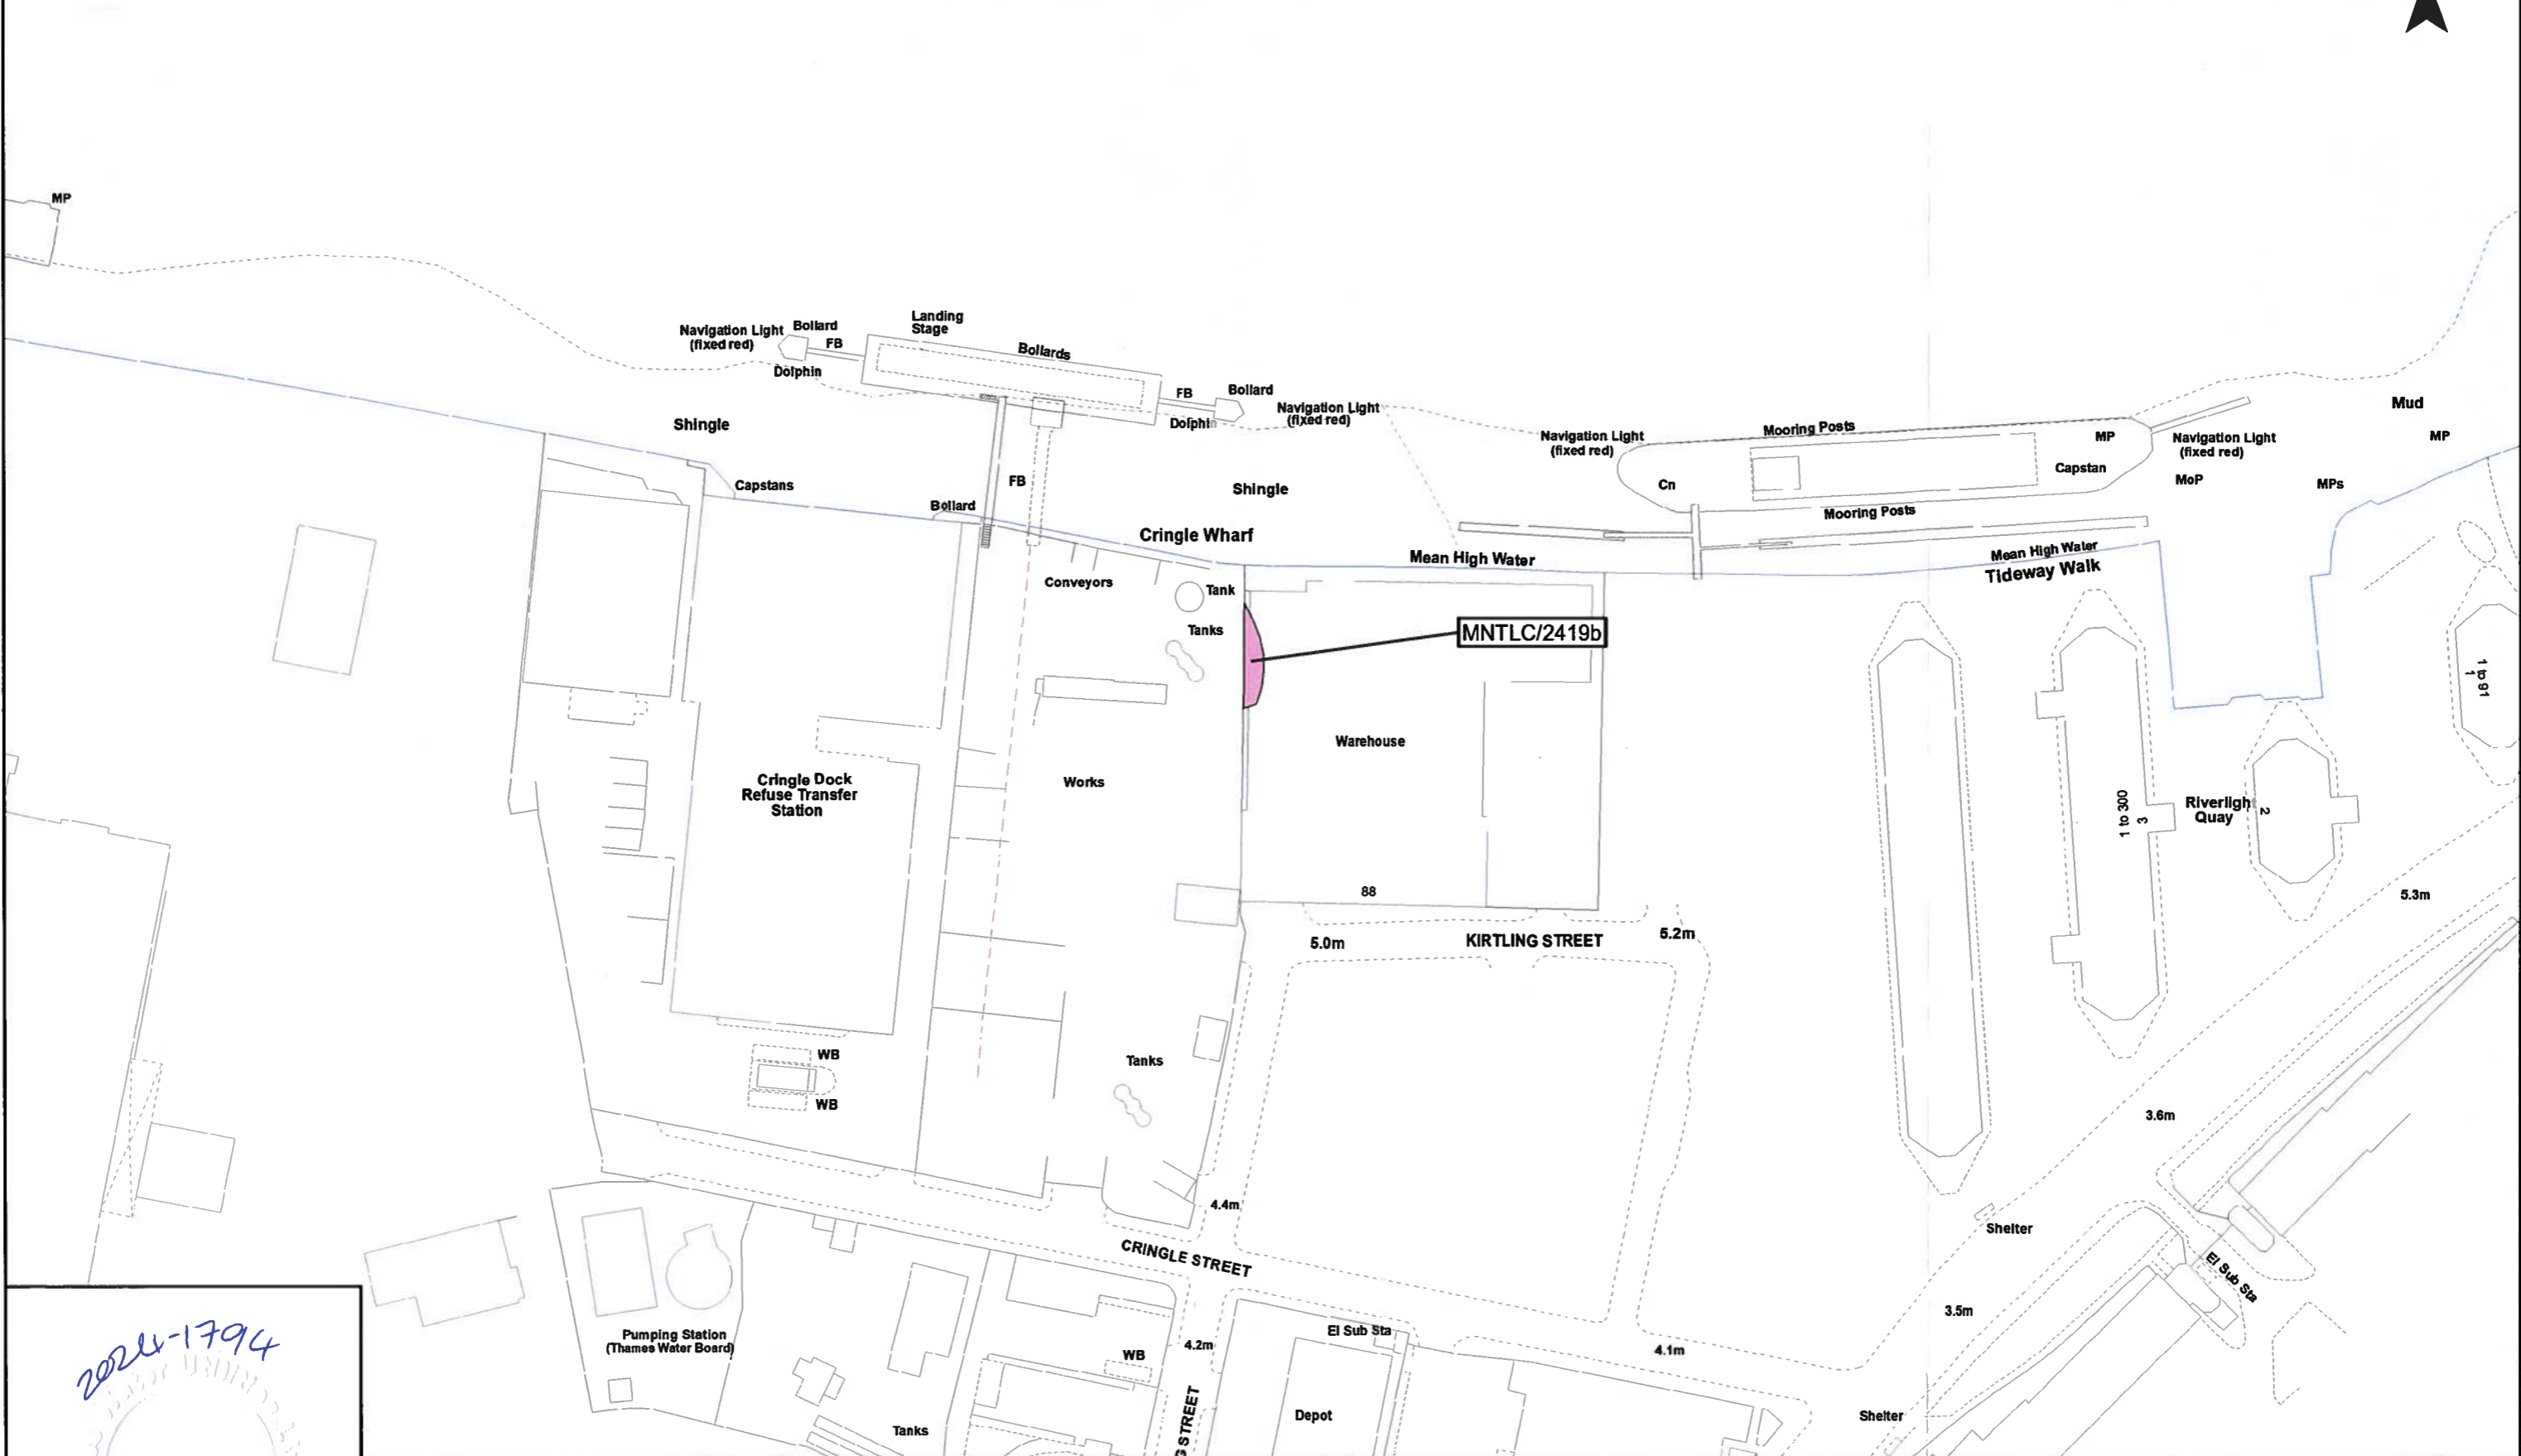 MP
Navigation Light
(fixed red)
Bollard
FB
Dolphin
Landing
Stage
Bollards
FB
Bollard
Dolphin
Navigation Light
(fixed red)
Shingle
Capstans
Bollard
FB
Shingle
Cringle Wharf
Navigation Light
(fixed red)
Mooring Posts
MP
Navigation Light
(fixed red)
Mud
MP
Cn
Capstan
MoP
MPs
Mooring Posts
Mean High Water
Mean High Water
Tideway Walk
Conveyors
Tank
Tanks
MNTLC/2419b
1 to 91
1
Warehouse
Works
Cringle Dock
Refuse Transfer
Station
1 to 300
3
Riverligh
Quay
2
88
5.3m
5.0m
KIRTLING STREET
5.2m
WB
WB
Tanks
3.6m
4.4m
CRINGLE STREET
Shelter
El Sub Sta
3.5m
2024-1794
Pumping Station
(Thames Water Board)
WB
4.2m
El Sub Sta
4.1m
G STREET
Tanks
Depot
Shelter